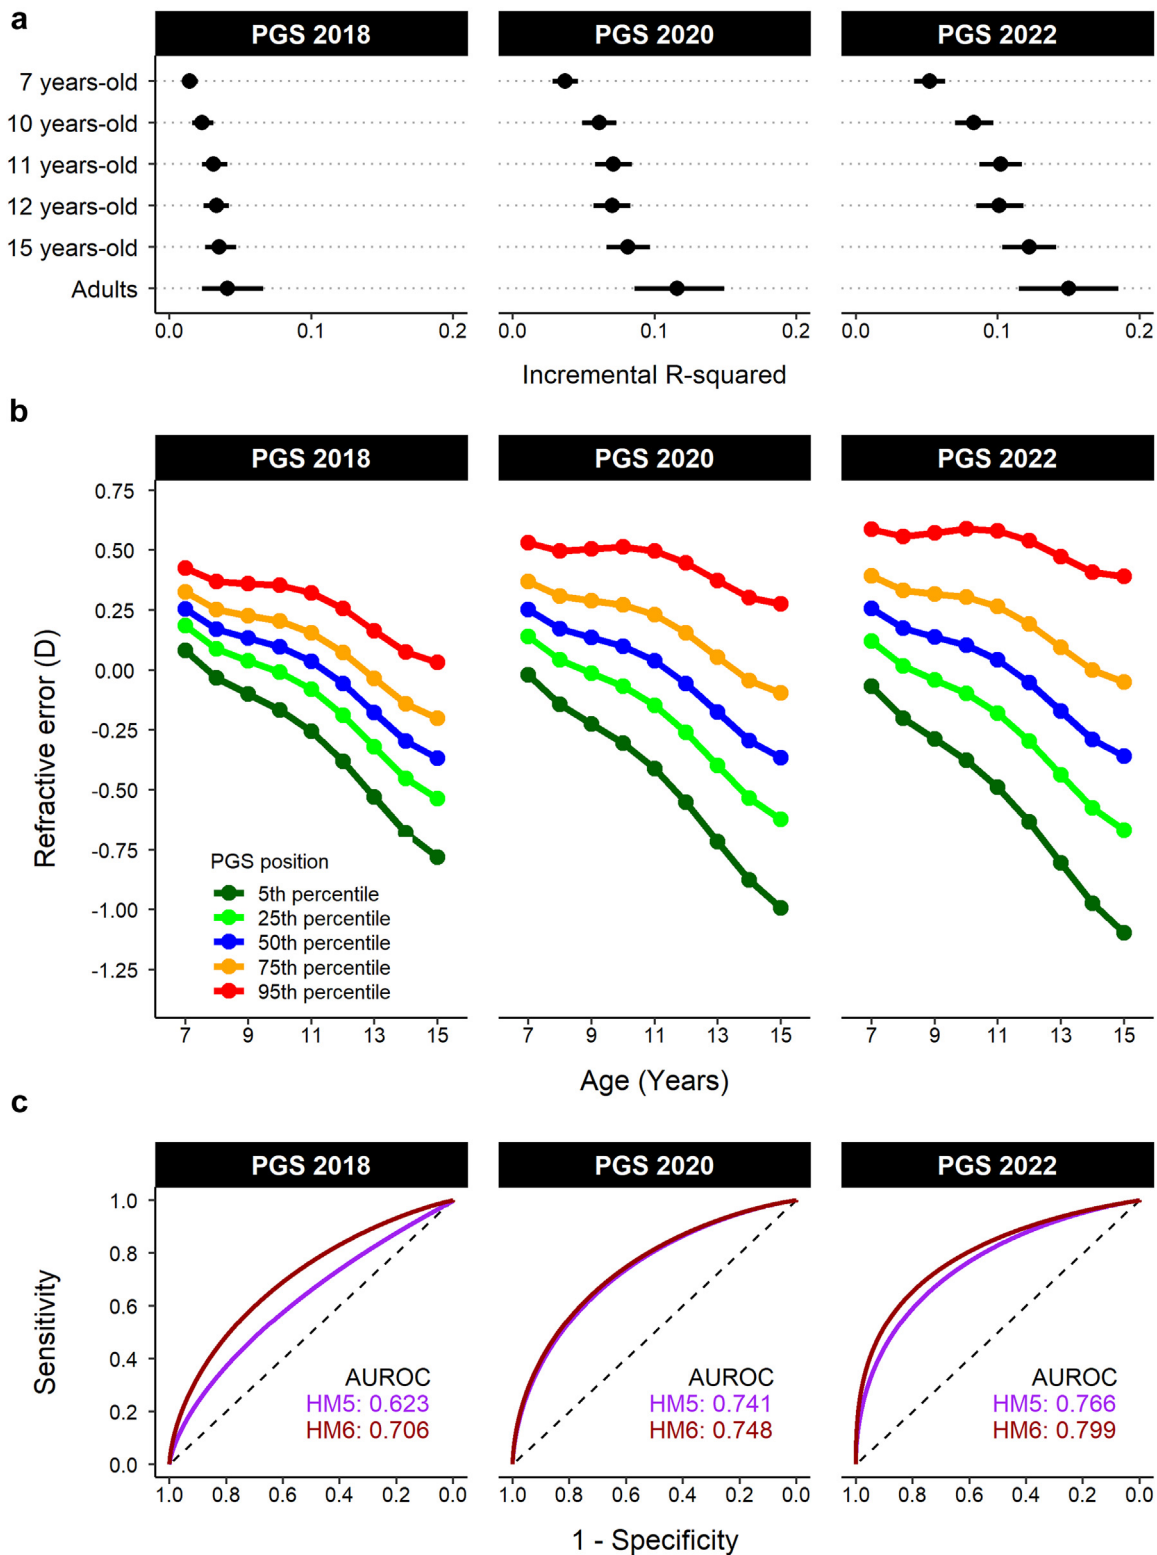 a
PGS 2018 PGS 2020 PGS 2022
7 years-old
10 years-old
11 years-old
12 years-old
15 years-old
Adults
0.0 0.1 0.2 0.0 0.1 0.2 0.0 0.1 0.2
Incremental R-squared
b
PGS 2018 PGS 2020 PGS 2022
Refractive error (D)
0.75
0.50
0.25
0.00
-0.25
-0.50
-0.75
-1.00
-1.25
PGS position
5th percentile
25th percentile
50th percentile
75th percentile
95th percentile
7 9 11 13 15 7 9 11 13 15 7 9 11 13 15
Age (Years)
c
PGS 2018 PGS 2020 PGS 2022
Sensitivity
1.0
0.8
0.6
0.4
0.2
0.0
AUROC
HM5: 0.623
HM6: 0.706
AUROC
HM5: 0.741
HM6: 0.748
AUROC
HM5: 0.766
HM6: 0.799
1.0 0.8 0.6 0.4 0.2 0.0 1.0 0.8 0.6 0.4 0.2 0.0 1.0 0.8 0.6 0.4 0.2 0.0
1 - Specificity